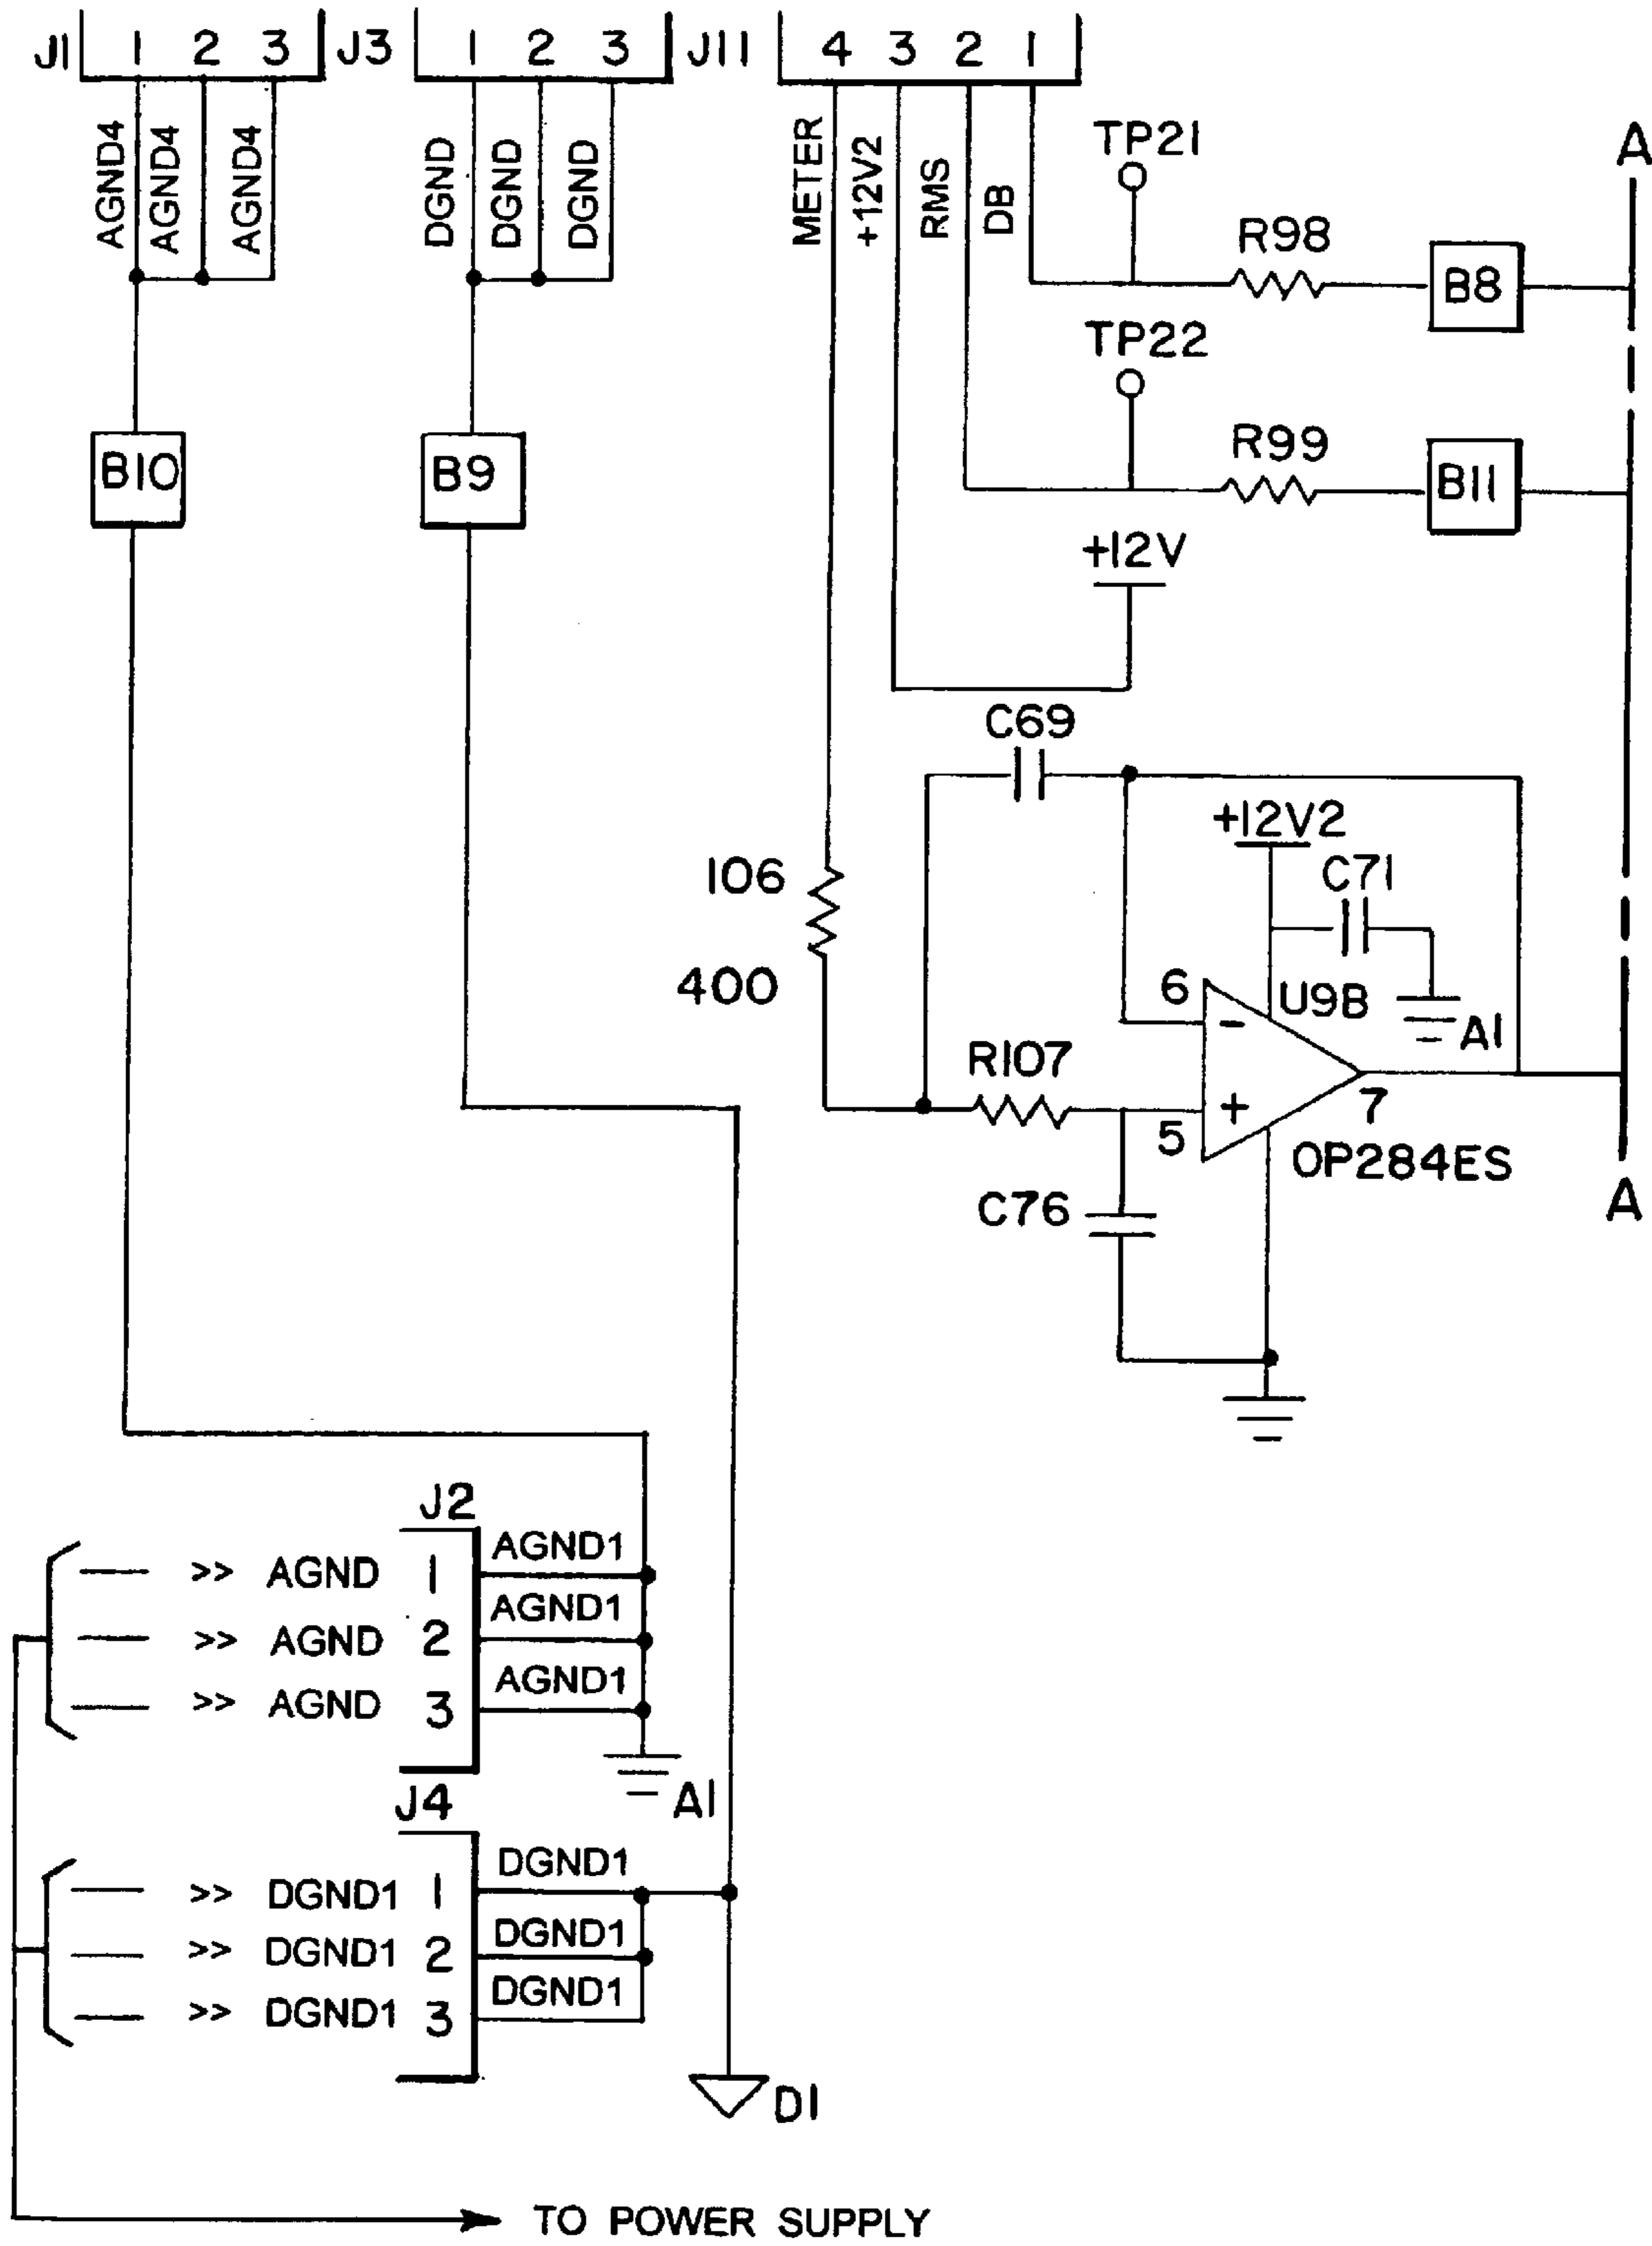 J1 1 2 3 J3 1 2 3 J11 4 3 2 1
AGND4 AGND4 AGND4 DGND DGND DGND METER +12V2 RMS DB
TP21
A
R98
B8
TP22
R99
B10 B9 B11
+12V
C69
+12V2
C71
106
400
6
U9B
-
A1
R107
+
7
5
OP284ES
C76
A
J2
AGND1
>> AGND 1
AGND1
>> AGND 2
AGND1
>> AGND 3
A1
J4
DGND1
>> DGND1 1
DGND1
>> DGND1 2
DGND1
>> DGND1 3
D1
TO POWER SUPPLY